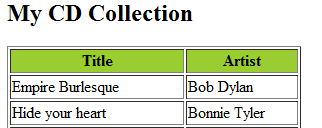 My CD Collection
Title Artist
Empire Burlesque Bob Dylan
Hide your heart Bonnie Tyler